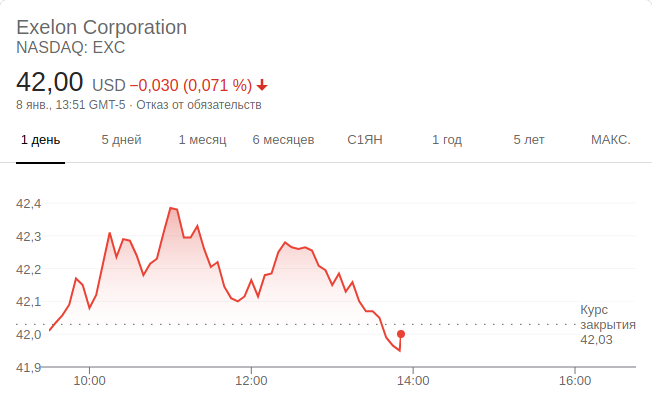 Exelon Corporation
NASDAQ: EXC
42,00 USD −0,030 (0,071 %)
8 янв., 13:51 GMT-5 · Отказ от обязательств
1 день 5 дней 1 месяц 6 месяцев С1ЯН 1 год 5 лет МАКС.
42,4
42,3
42,2
42,1
Курс
закрытия
42,03
42,0
41,9
10:00 12:00 14:00 16:00